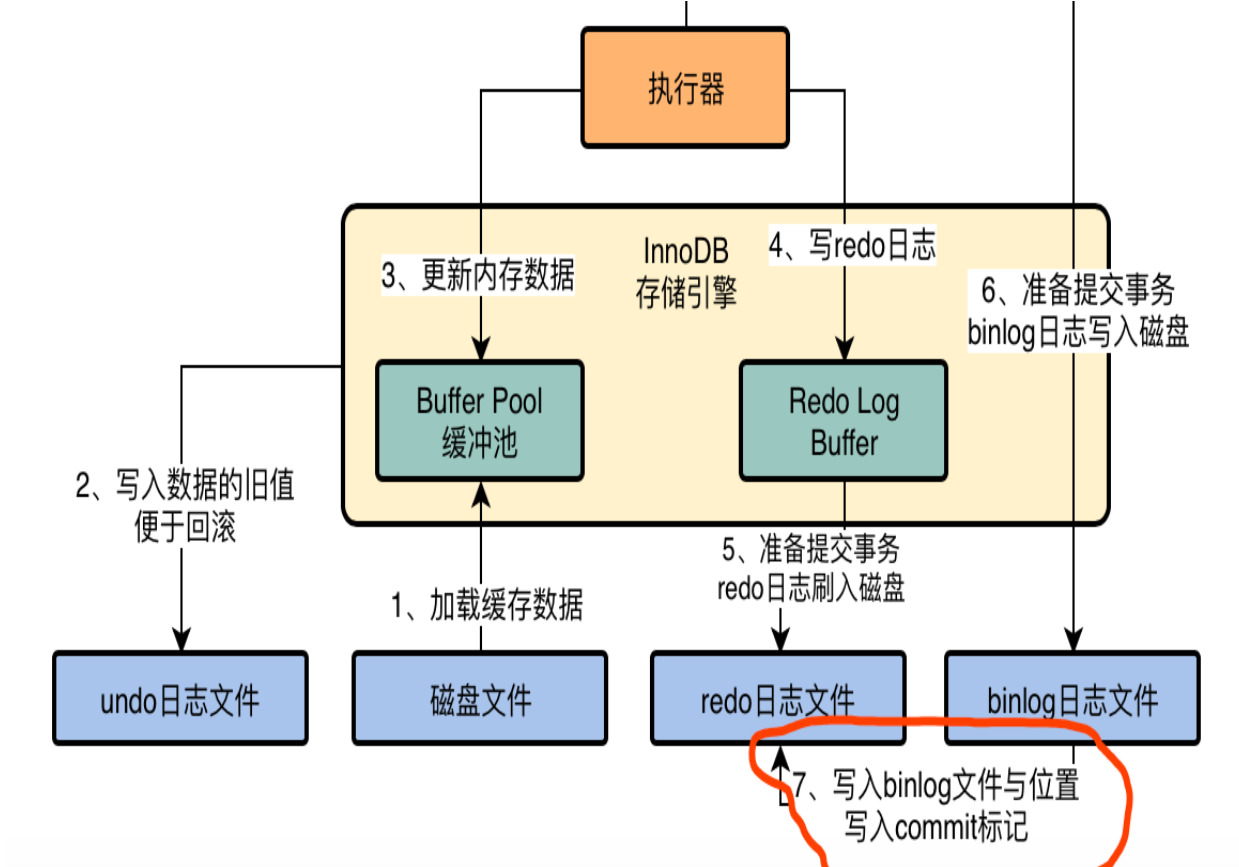 执行器
InnoDB
存储引擎
3、更新内存数据
4、写redo日志
6、准备提交事务
binlog日志写入磁盘
Buffer Pool
缓冲池
Redo Log
Buffer
2、写入数据的旧值
便于回滚
5、准备提交事务
redo日志刷入磁盘
1、加载缓存数据
undo日志文件
磁盘文件
redo日志文件
binlog日志文件
7、写入binlog文件与位置
写入commit标记